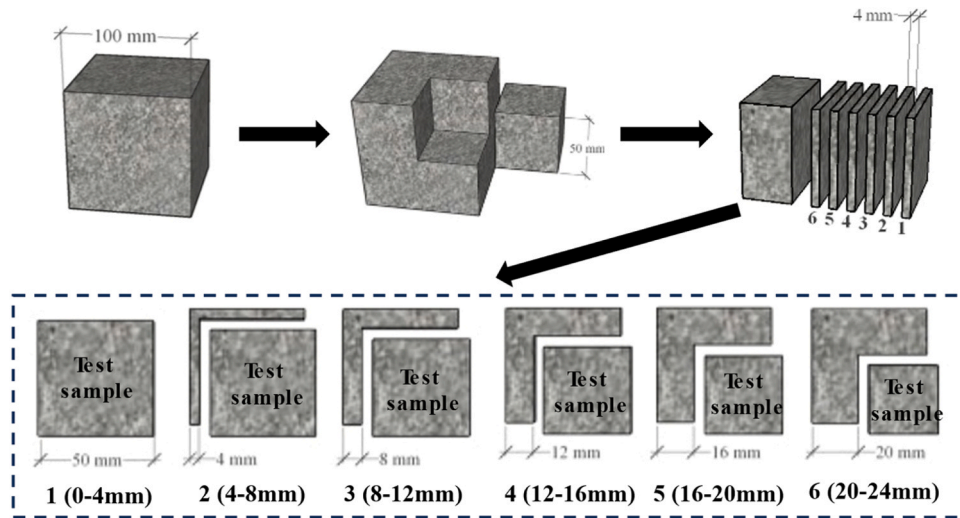 100 mm
50 mm
4 mm
6 5 4 3 2 1
Test
sample
50 mm
1 (0-4mm)
Test
sample
4 mm
2 (4-8mm)
Test
sample
8 mm
3 (8-12mm)
Test
sample
12 mm
4 (12-16mm)
Test
sample
16 mm
5 (16-20mm)
Test
sample
20 mm
6 (20-24mm)